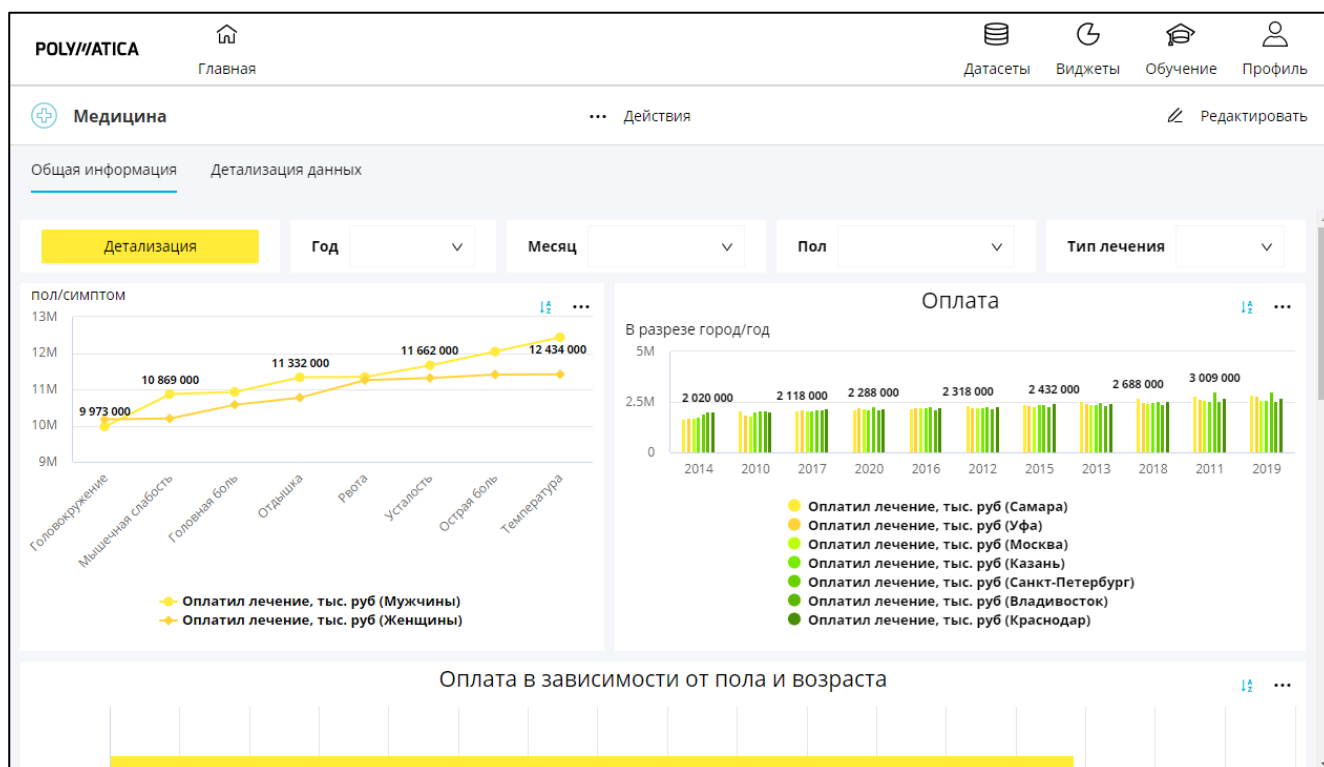 POLYMATICA
Главная
Датасеты
Виджеты
Обучение
Профиль
Медицина
••• Действия
Редактировать
Общая информация
Детализация данных
Детализация
Год
Месяц
Пол
Тип лечения
пол/симптом
13M
12M
11M
10M
9M
9 973 000
10 869 000
11 332 000
11 662 000
12 434 000
Головокружение
Мышечная слабость
Головная боль
Отдышка
Рвота
Усталость
Острая боль
Температура
Оплатил лечение, тыс. руб (Мужчины)
Оплатил лечение, тыс. руб (Женщины)
Оплата
В разрезе город/год
5M
2.5M
0
2 020 000
2 118 000
2 288 000
2 318 000
2 432 000
2 688 000
3 009 000
2014
2010
2017
2020
2016
2012
2015
2013
2018
2011
2019
Оплатил лечение, тыс. руб (Самара)
Оплатил лечение, тыс. руб (Уфа)
Оплатил лечение, тыс. руб (Москва)
Оплатил лечение, тыс. руб (Казань)
Оплатил лечение, тыс. руб (Санкт-Петербург)
Оплатил лечение, тыс. руб (Владивосток)
Оплатил лечение, тыс. руб (Краснодар)
Оплата в зависимости от пола и возраста